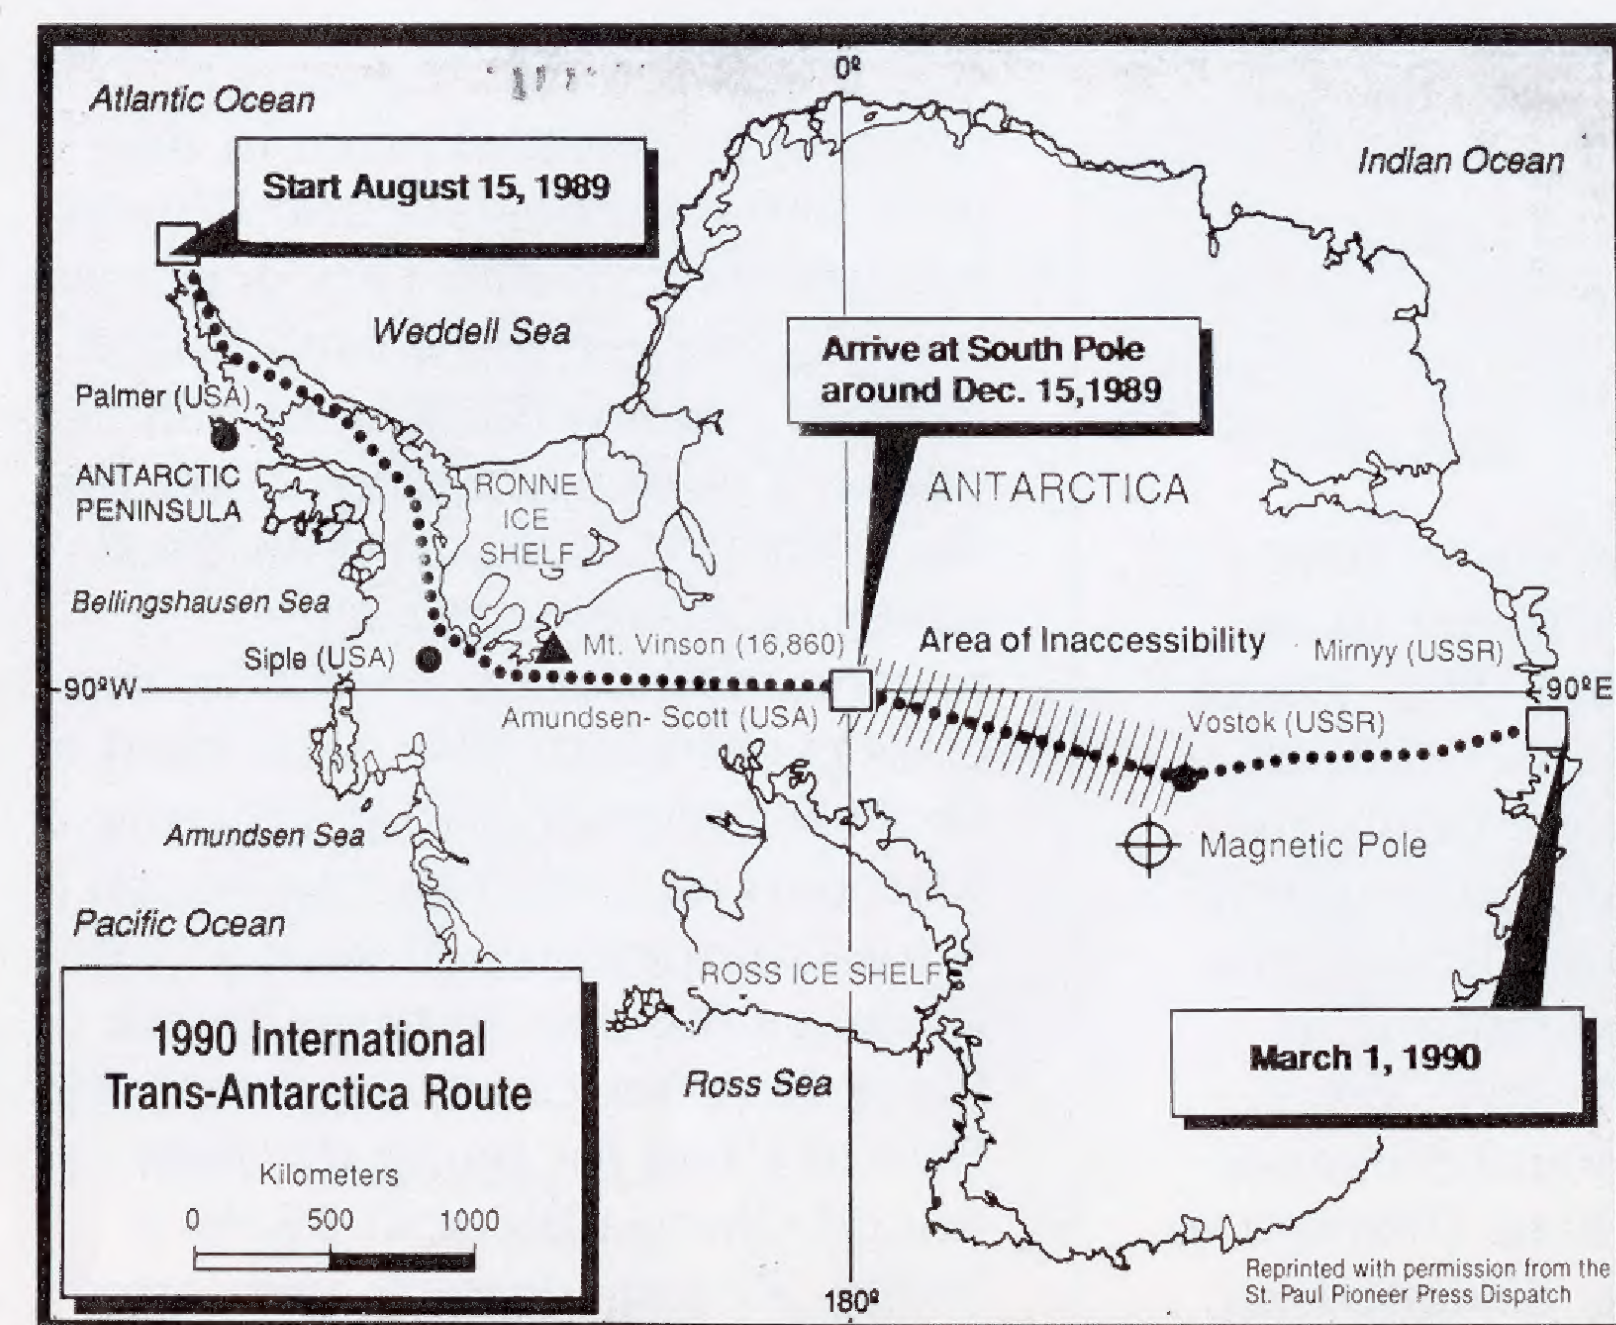 0º
Atlantic Ocean
Indian Ocean
Start August 15, 1989
Weddell Sea
Arrive at South Pole
around Dec. 15,1989
Palmer (USA)
ANTARCTIC
PENINSULA
RONNE
ICE
SHELF
ANTARCTICA
Bellingshausen Sea
Siple (USA)
Mt. Vinson (16,860)
Area of Inaccessibility
Mirnyy (USSR)
90ºW
90ºE
Amundsen- Scott (USA)
Vostok (USSR)
Amundsen Sea
Magnetic Pole
Pacific Ocean
ROSS ICE SHELF
Ross Sea
1990 International
Trans-Antarctica Route
Kilometers
0 500 1000
March 1, 1990
Reprinted with permission from the
St. Paul Pioneer Press Dispatch
180º